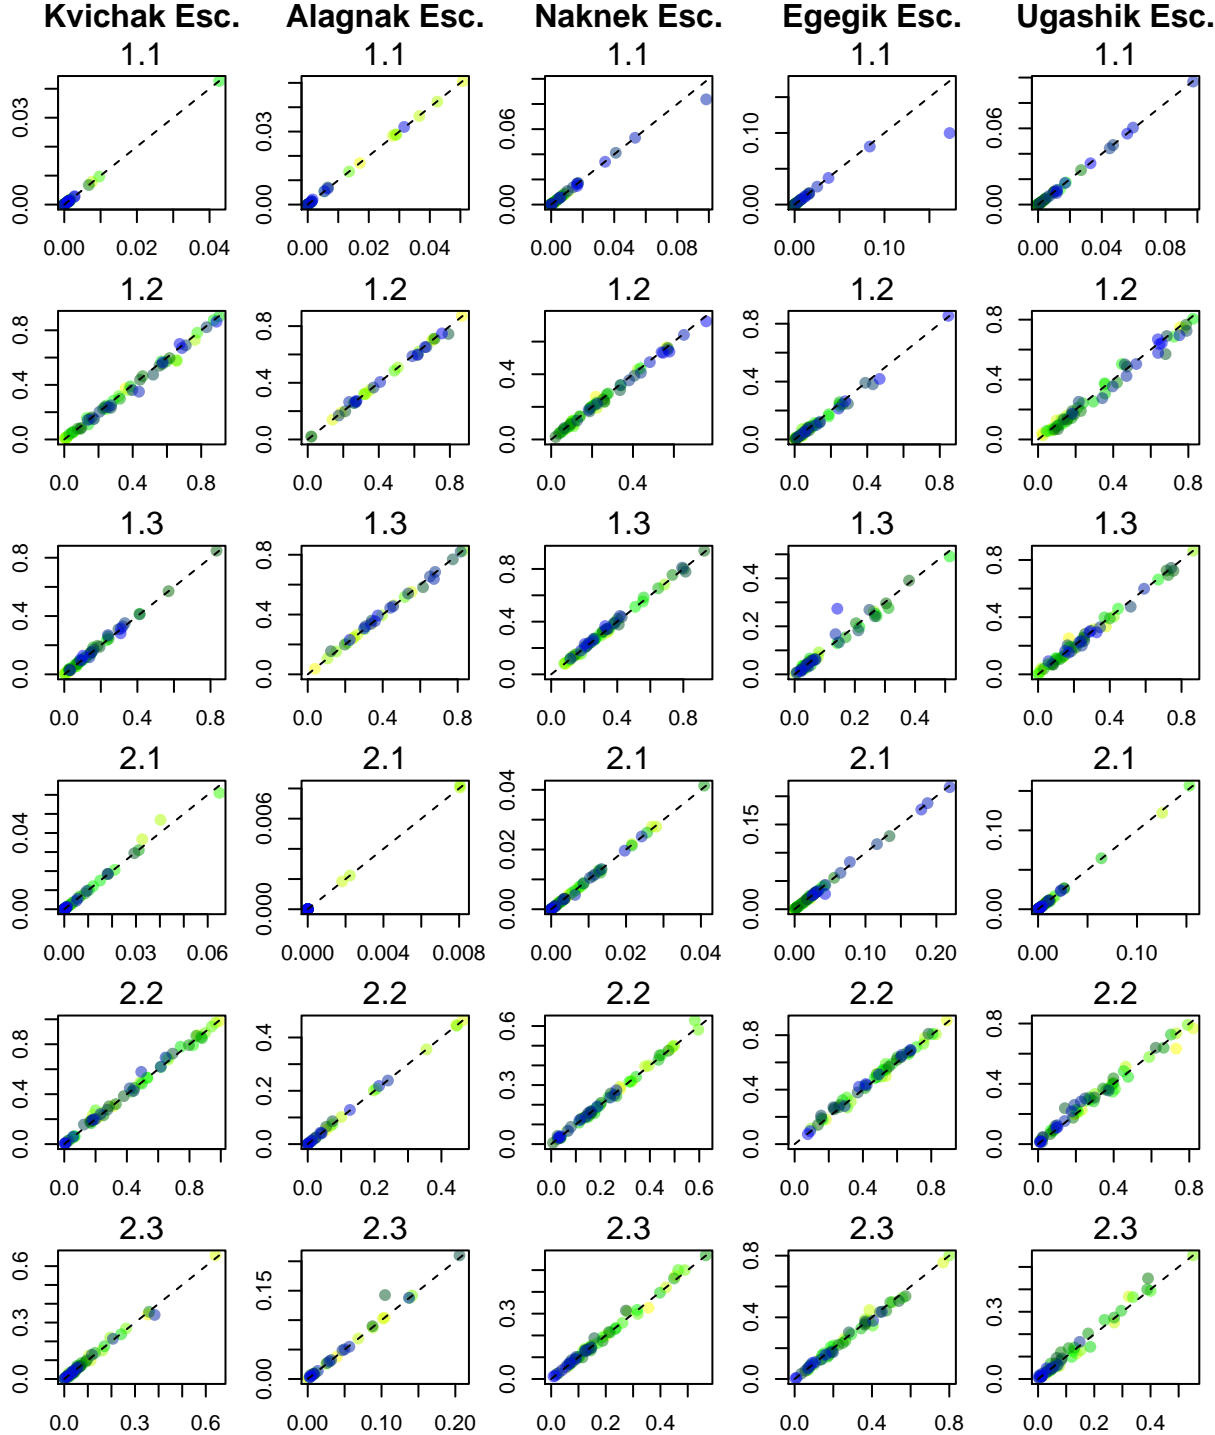 Kvichak Esc. Alagnak Esc. Naknek Esc. Egegik Esc. Ugashik Esc.
1.1 1.1 1.1 1.1 1.1
0.03 0.03 0.06 0.10 0.06
0.00 0.00 0.00 0.00 0.00
0.00 0.02 0.04 0.00 0.02 0.04 0.00 0.04 0.08 0.00 0.10 0.00 0.04 0.08
1.2 1.2 1.2 1.2 1.2
0.8 0.8 0.4 0.8 0.8
0.4 0.4 0.0 0.4 0.4
0.0 0.0 0.0 0.0
0.0 0.4 0.8 0.0 0.4 0.8 0.0 0.4 0.0 0.4 0.8 0.0 0.4 0.8
1.3 1.3 1.3 1.3 1.3
0.8 0.8 0.8 0.4 0.8
0.4 0.4 0.4 0.2 0.4
0.0 0.0 0.0 0.0 0.0
0.0 0.4 0.8 0.0 0.4 0.8 0.0 0.4 0.8 0.0 0.2 0.4 0.0 0.4 0.8
2.1 2.1 2.1 2.1 2.1
0.04 0.006 0.04 0.15 0.10
0.00 0.000 0.02 0.00 0.00
0.00
0.00 0.03 0.06 0.000 0.004 0.008 0.00 0.02 0.04 0.00 0.10 0.20 0.00 0.10
2.2 2.2 2.2 2.2 2.2
0.8 0.4 0.6 0.8 0.8
0.4 0.2 0.3 0.4 0.4
0.0 0.0 0.0 0.0 0.0
0.0 0.4 0.8 0.0 0.2 0.4 0.0 0.2 0.4 0.6 0.0 0.4 0.8 0.0 0.4 0.8
2.3 2.3 2.3 2.3 2.3
0.6 0.15 0.3 0.8 0.3
0.3 0.00 0.0 0.4 0.0
0.0 0.0
0.0 0.3 0.6 0.00 0.10 0.20 0.0 0.2 0.4 0.0 0.4 0.8 0.0 0.2 0.4